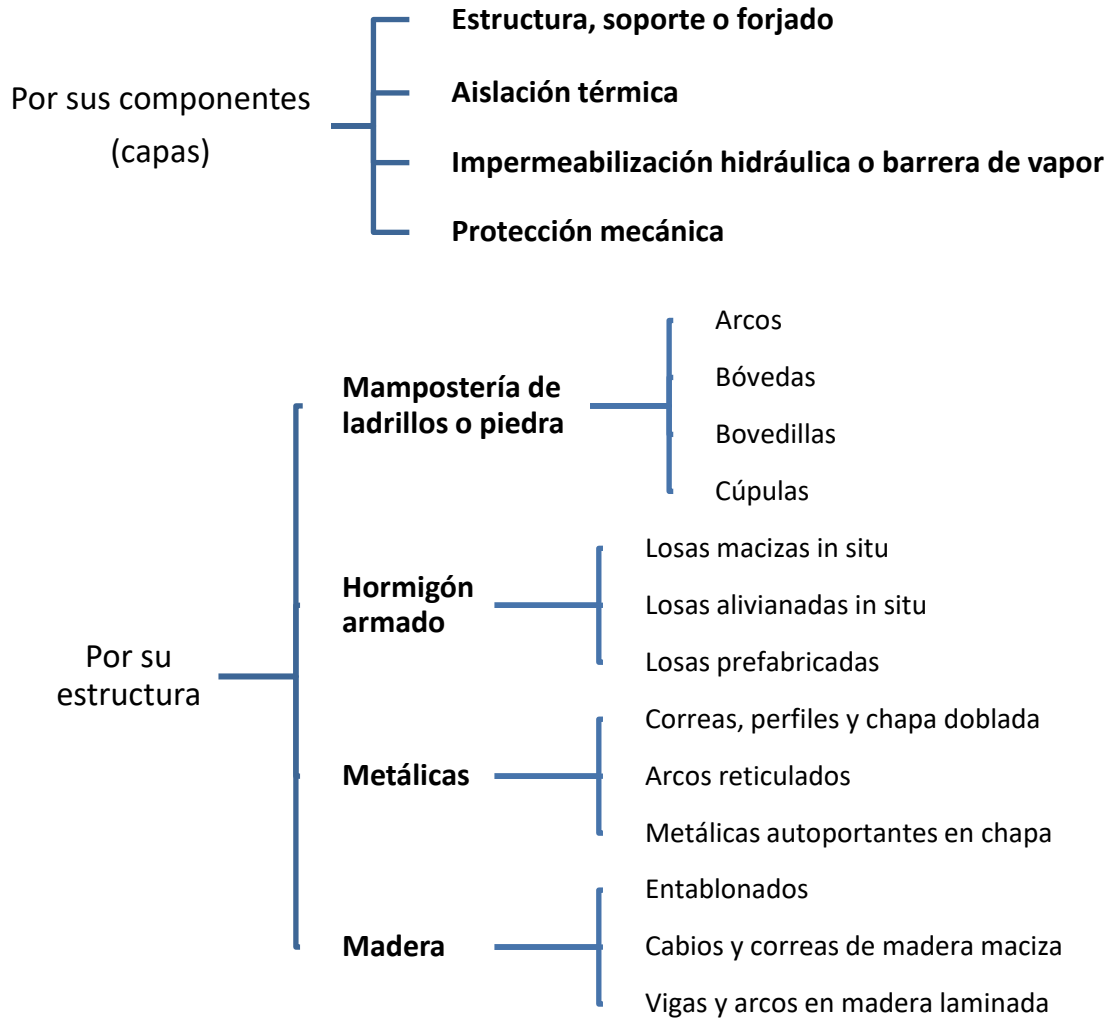 Por sus componentes
(capas)
Estructura, soporte o forjado
Aislación térmica
Impermeabilización hidráulica o barrera de vapor
Protección mecánica
Por su
estructura
Mampostería de
ladrillos o piedra
Arcos
Bóvedas
Bovedillas
Cúpulas
Hormigón
armado
Losas macizas in situ
Losas alivianadas in situ
Losas prefabricadas
Metálicas
Correas, perfiles y chapa doblada
Arcos reticulados
Metálicas autoportantes en chapa
Madera
Entablonados
Cabios y correas de madera maciza
Vigas y arcos en madera laminada